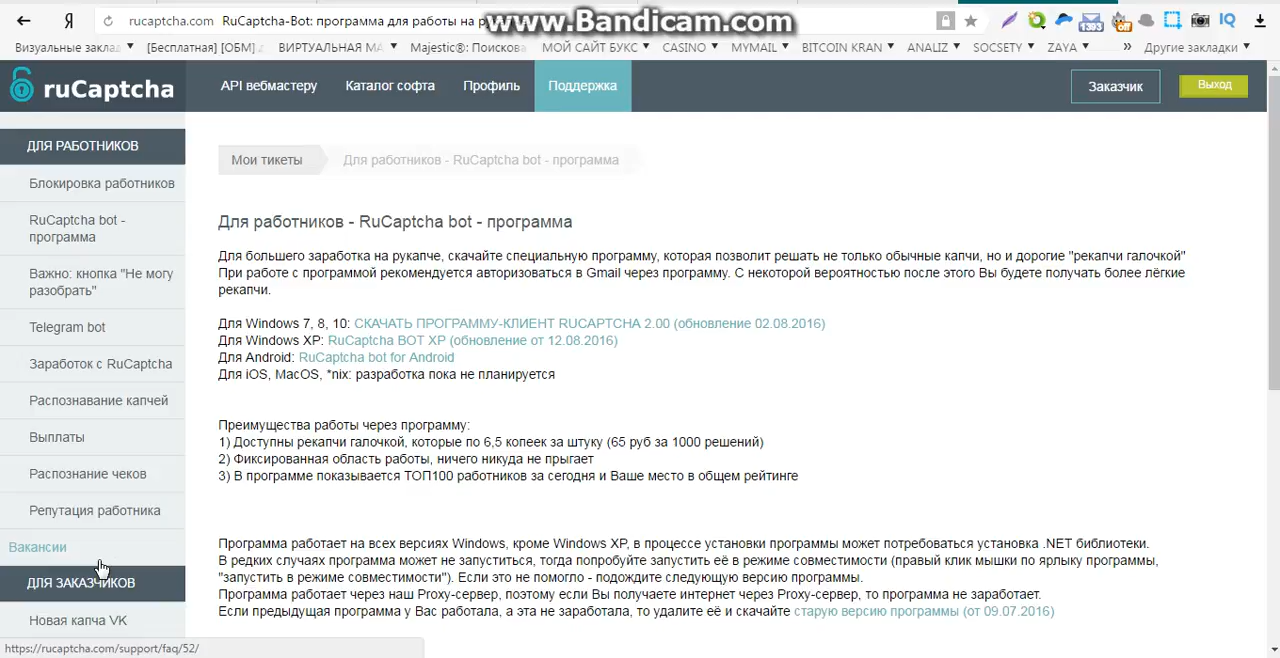 rucaptcha.com RuCaptcha-Bot: программа для работы на
www.Bandicam.com
Визуальные заклад
[Бесплатная] [ОБМ]
ВИРТУАЛЬНАЯ МА
Majestic®: Поискова
МОЙ САЙТ БУКС
CASINO
MYMAIL
BITCOIN KRAN
ANALIZ
SOCSETY
ZAYA
» Другие закладки
ruCaptcha
API вебмастеру
Каталог софта
Профиль
Поддержка
Заказчик
Выход
ДЛЯ РАБОТНИКОВ
Блокировка работников
RuCaptcha bot -
программа
Важно: кнопка "Не могу
разобрать"
Telegram bot
Заработок с RuCaptcha
Распознавание капчей
Выплаты
Распознание чеков
Репутация работника
Вакансии
ДЛЯ ЗАКАЗЧИКОВ
Новая капча VK
Мои тикеты
Для работников - RuCaptcha bot - программа
Для работников - RuCaptcha bot - программа
Для большего заработка на рукапче, скачайте специальную программу, которая позволит решать не только обычные капчи, но и дорогие "рекапчи галочкой"
При работе с программой рекомендуется авторизоваться в Gmail через программу. С некоторой вероятностью после этого Вы будете получать более лёгкие
рекапчи.
Для Windows 7, 8, 10: СКАЧАТЬ ПРОГРАММУ-КЛИЕНТ RUCAPTCHA 2.00 (обновление 02.08.2016)
Для Windows XP: RuCaptcha BOT XP (обновление от 12.08.2016)
Для Android: RuCaptcha bot for Android
Для iOS, MacOS, *nix: разработка пока не планируется
Преимущества работы через программу:
1) Доступны рекапчи галочкой, которые по 6,5 копеек за штуку (65 руб за 1000 решений)
2) Фиксированная область работы, ничего никуда не прыгает
3) В программе показывается ТОП100 работников за сегодня и Ваше место в общем рейтинге
Программа работает на всех версиях Windows, кроме Windows XP, в процессе установки программы может потребоваться установка .NET библиотеки.
В редких случаях программа может не запуститься, тогда попробуйте запустить её в режиме совместимости (правый клик мышки по ярлыку программы,
"запустить в режиме совместимости"). Если это не помогло - подождите следующую версию программы.
Программа работает через наш Proxy-сервер, поэтому если Вы получаете интернет через Proxy-сервер, то программа не заработает.
Если предыдущая программа у Вас работала, а эта не заработала, то удалите её и скачайте старую версию программы (от 09.07.2016)
https://rucaptcha.com/support/faq/52/